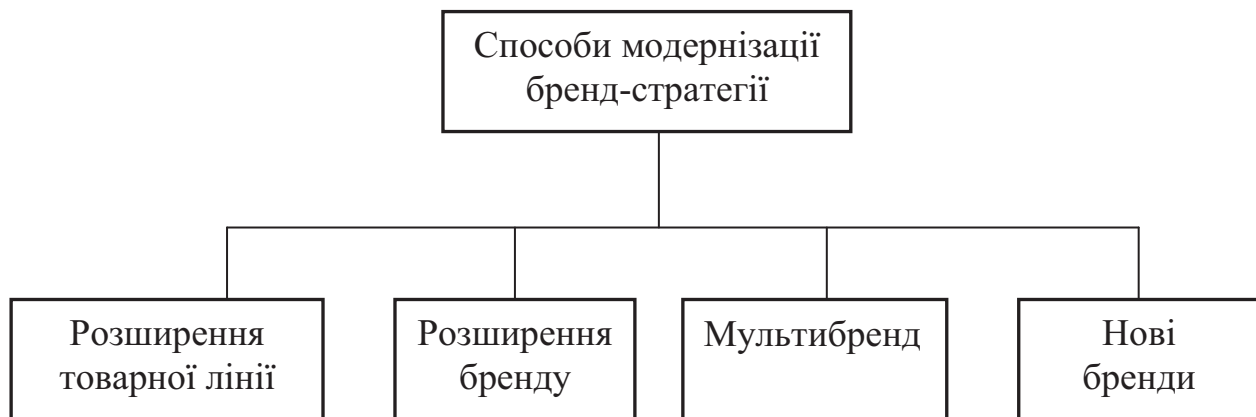 Способи модернізації
бренд-стратегії
Розширення
товарної лінії
Розширення
бренду
Мультибренд
Нові
бренди